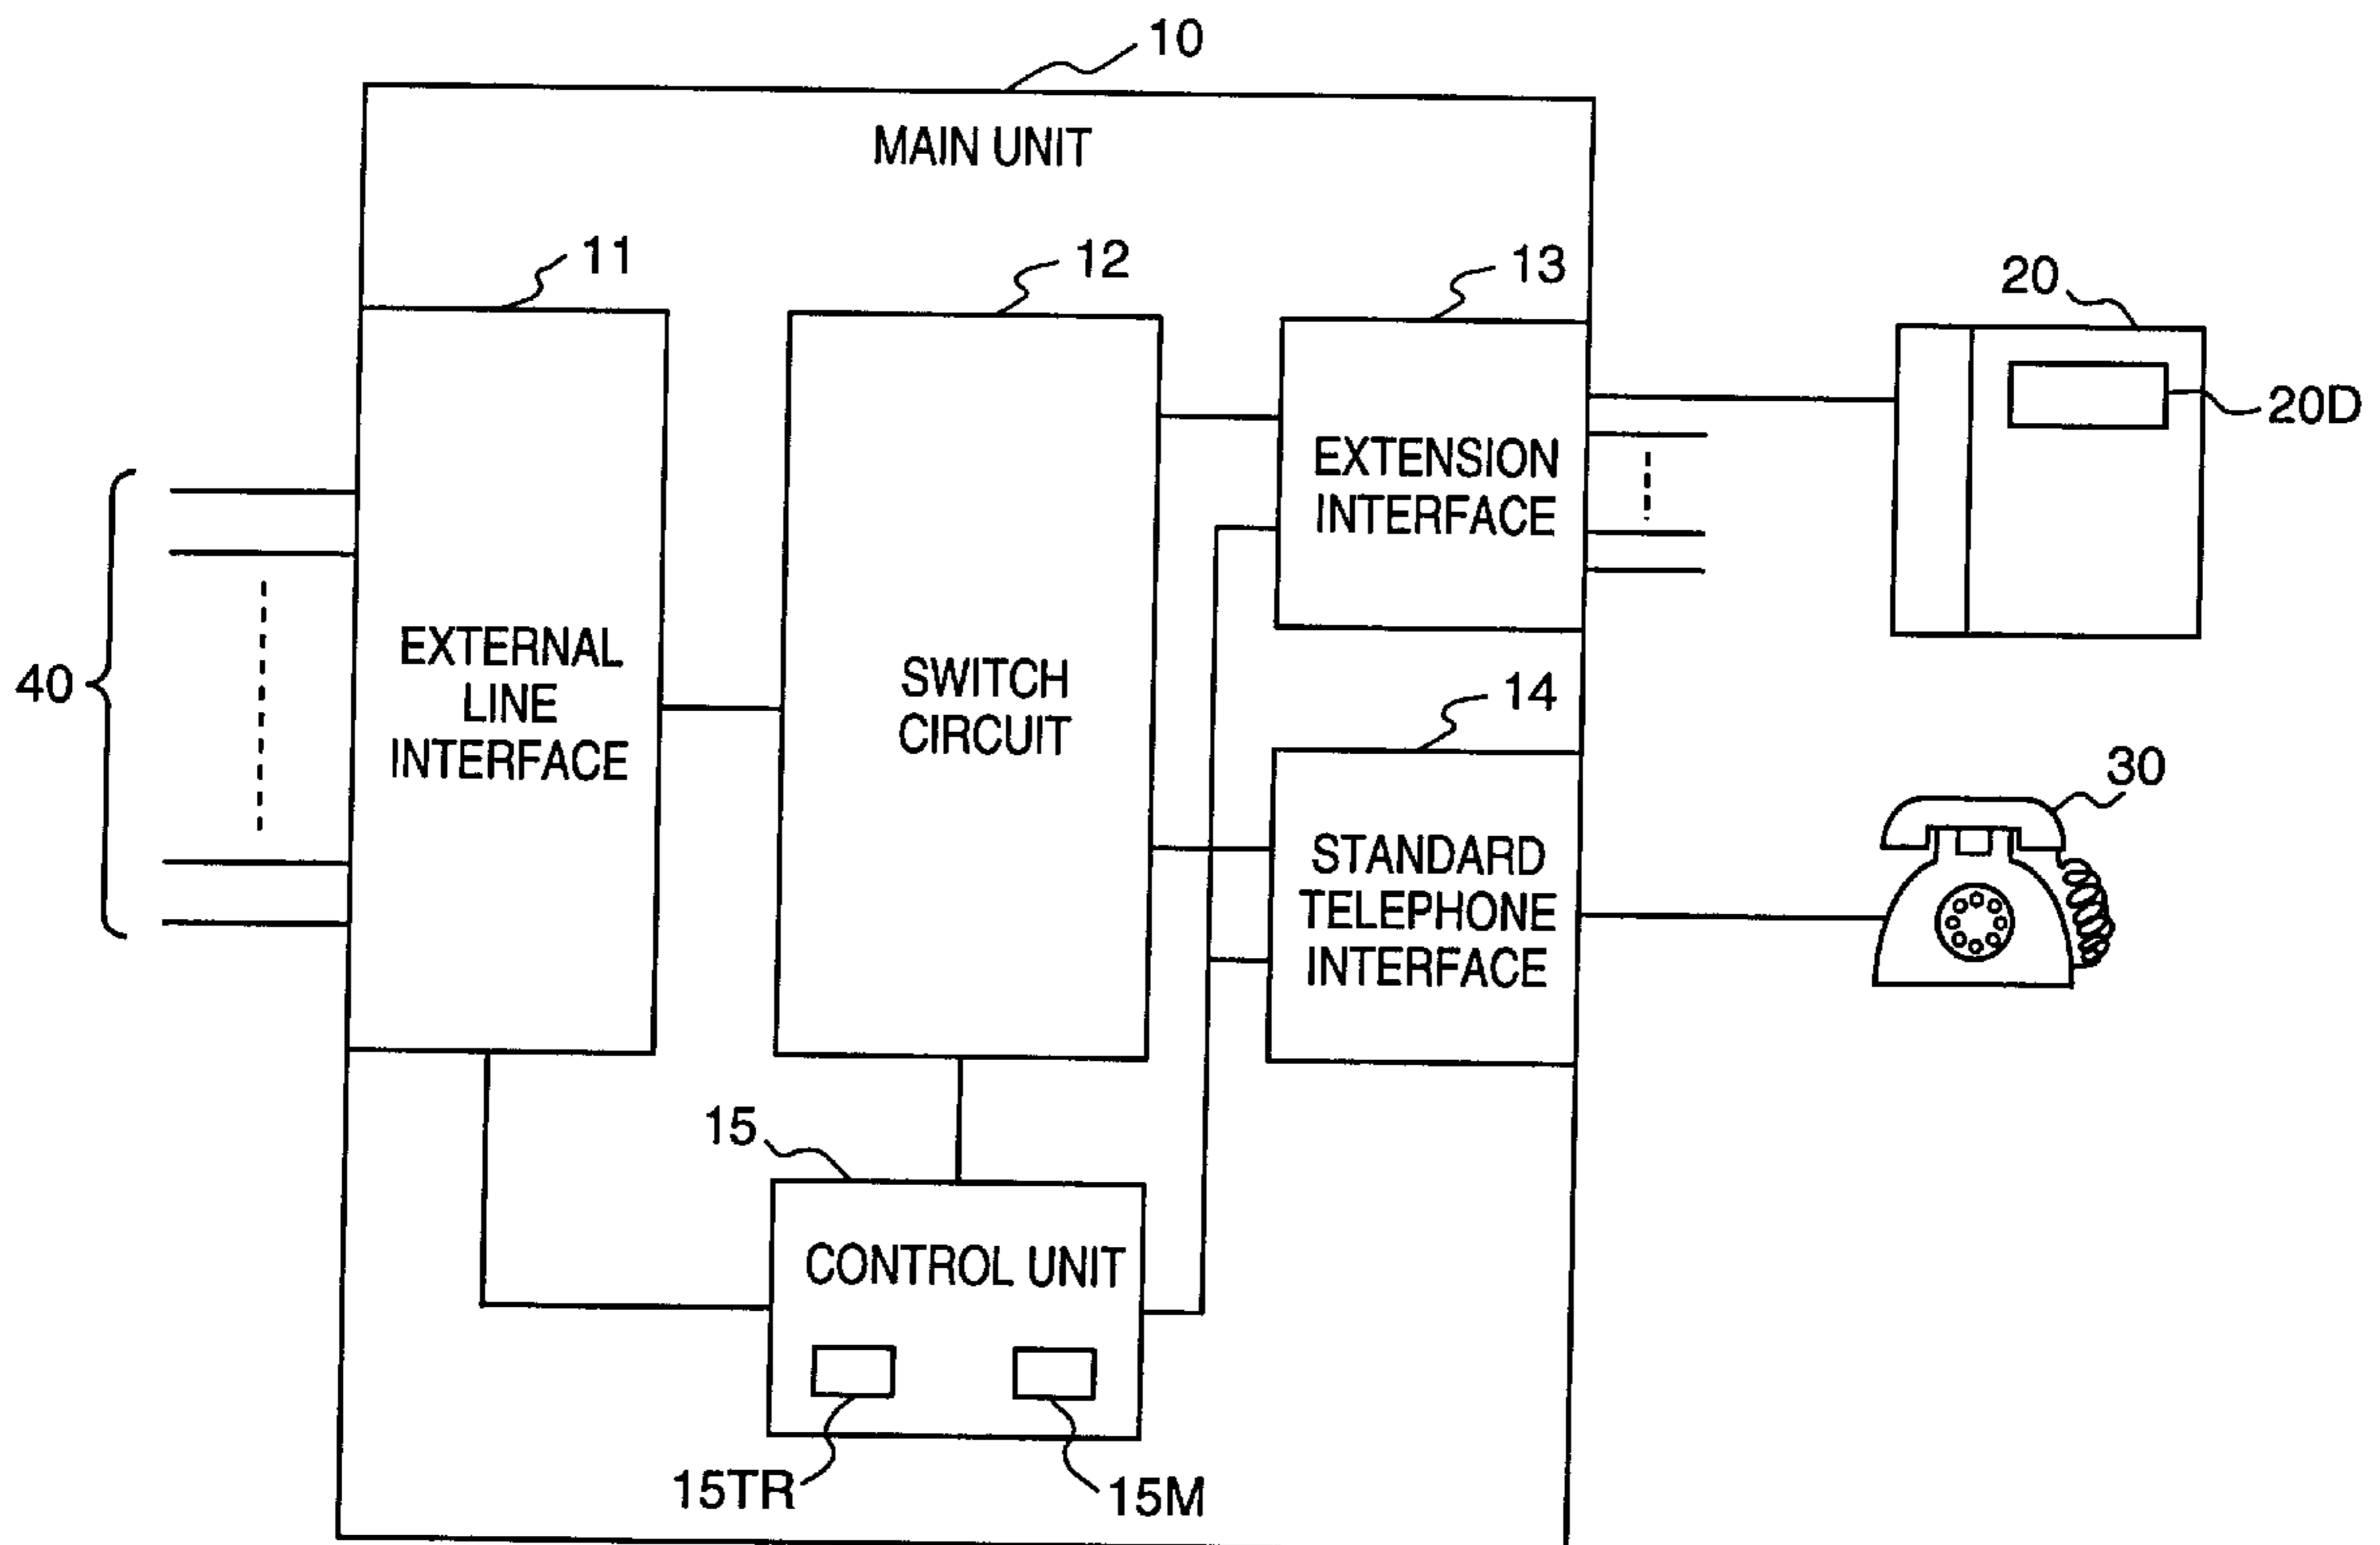 10
MAIN UNIT
11
12
13
20
20D
EXTENSION
INTERFACE
EXTERNAL
LINE
INTERFACE
40
SWITCH
CIRCUIT
14
30
STANDARD
TELEPHONE
INTERFACE
15
CONTROL UNIT
15TR
15M